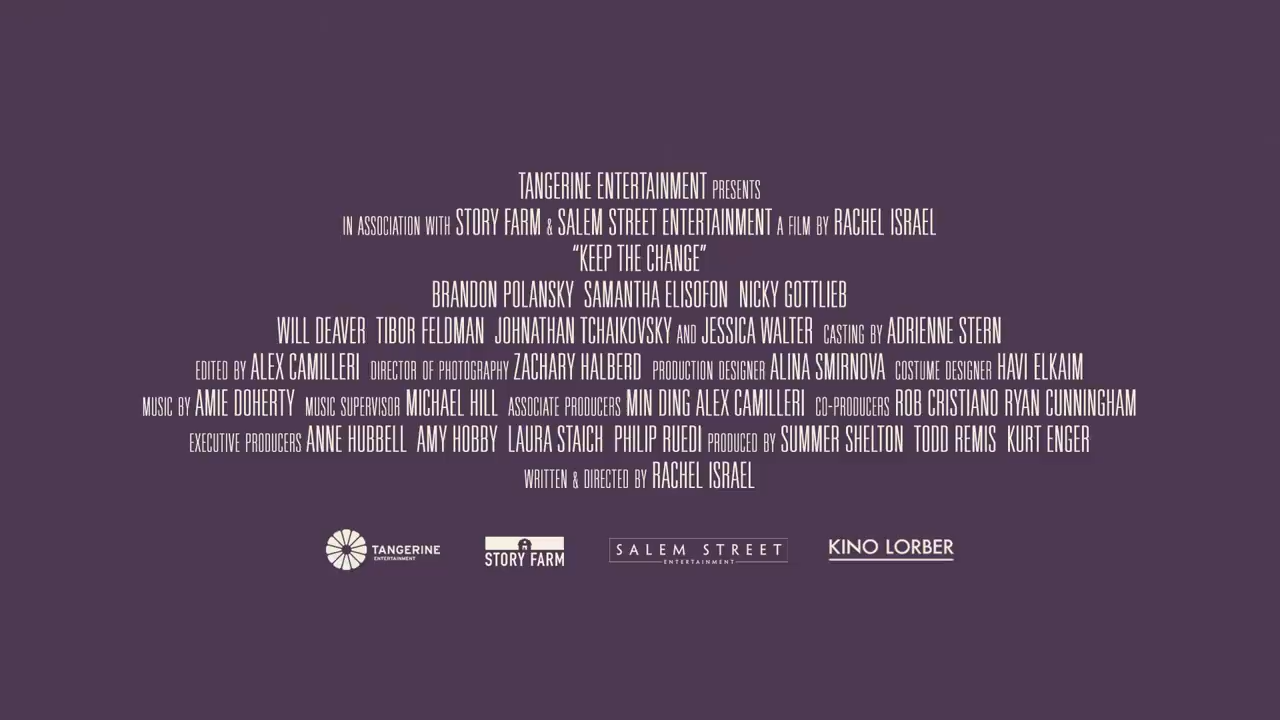 TANGERINE ENTERTAINMENT PRESENTS
IN ASSOCIATION WITH STORY FARM & SALEM STREET ENTERTAINMENT A FILM BY RACHEL ISRAEL
“KEEP THE CHANGE”
BRANDON POLANSKY SAMANTHA ELISOFON NICKY GOTTLIEB
WILL DEAVER TIBOR FELDMAN JOHNATHAN TCHAIKOVSKY AND JESSICA WALTER CASTING BY ADRIENNE STERN
EDITED BY ALEX CAMILLERI DIRECTOR OF PHOTOGRAPHY ZACHARY HALBERD PRODUCTION DESIGNER ALINA SMIRNOVA COSTUME DESIGNER HAVI ELKAIM
MUSIC BY AMIE DOHERTY MUSIC SUPERVISOR MICHAEL HILL ASSOCIATE PRODUCERS MIN DING ALEX CAMILLERI CO-PRODUCERS ROB CRISTIANO RYAN CUNNINGHAM
EXECUTIVE PRODUCERS ANNE HUBBELL AMY HOBBY LAURA STAICH PHILIP RUEDI PRODUCED BY SUMMER SHELTON TODD REMIS KURT ENGER
WRITTEN & DIRECTED BY RACHEL ISRAEL
TANGERINE
ENTERTAINMENT
STORY FARM
SALEM STREET
ENTERTAINMENT
KINO LORBER